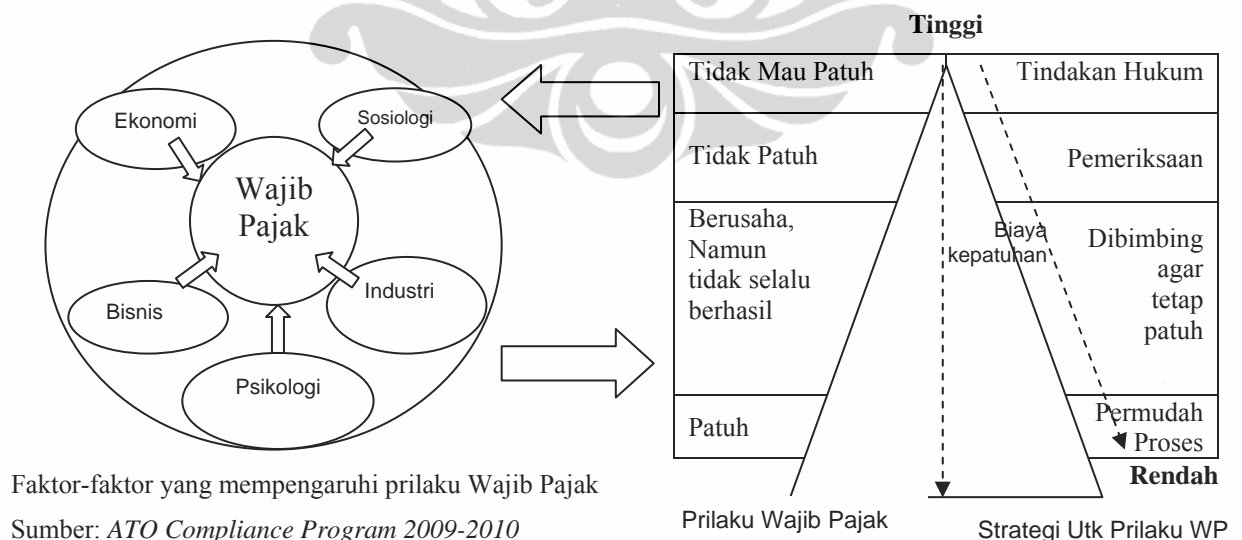 Ekonomi
Sosiologi
Wajib
Pajak
Bisnis
Industri
Psikologi
Faktor-faktor yang mempengaruhi prilaku Wajib Pajak
Sumber: ATO Compliance Program 2009-2010
Tinggi
Tidak Mau Patuh
Tindakan Hukum
Tidak Patuh
Pemeriksaan
Berusaha,
Namun
tidak selalu
berhasil
Biaya
kepatuhan
Dibimbing
agar
tetap
patuh
Patuh
Permudah
Proses
Rendah
Prilaku Wajib Pajak
Strategi Utk Prilaku WP